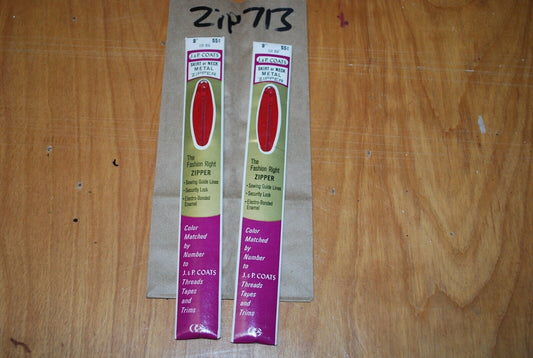 Zip 713
9" 55¢
J.&P. COATS
SKIRT or NECK
METAL
ZIPPER
The
Fashion Right
ZIPPER
• Sewing Guide Lines
• Security Lock
• Electro-Bonded
Enamel
Color
Matched
by
Number
to
J.&P. COATS
Threads
Tapes
and
Trims
9" 55¢
J.&P. COATS
SKIRT or NECK
METAL
ZIPPER
The
Fashion Right
ZIPPER
• Sewing Guide Lines
• Security Lock
• Electro-Bonded
Enamel
Color
Matched
by
Number
to
J.&P. COATS
Threads
Tapes
and
Trims